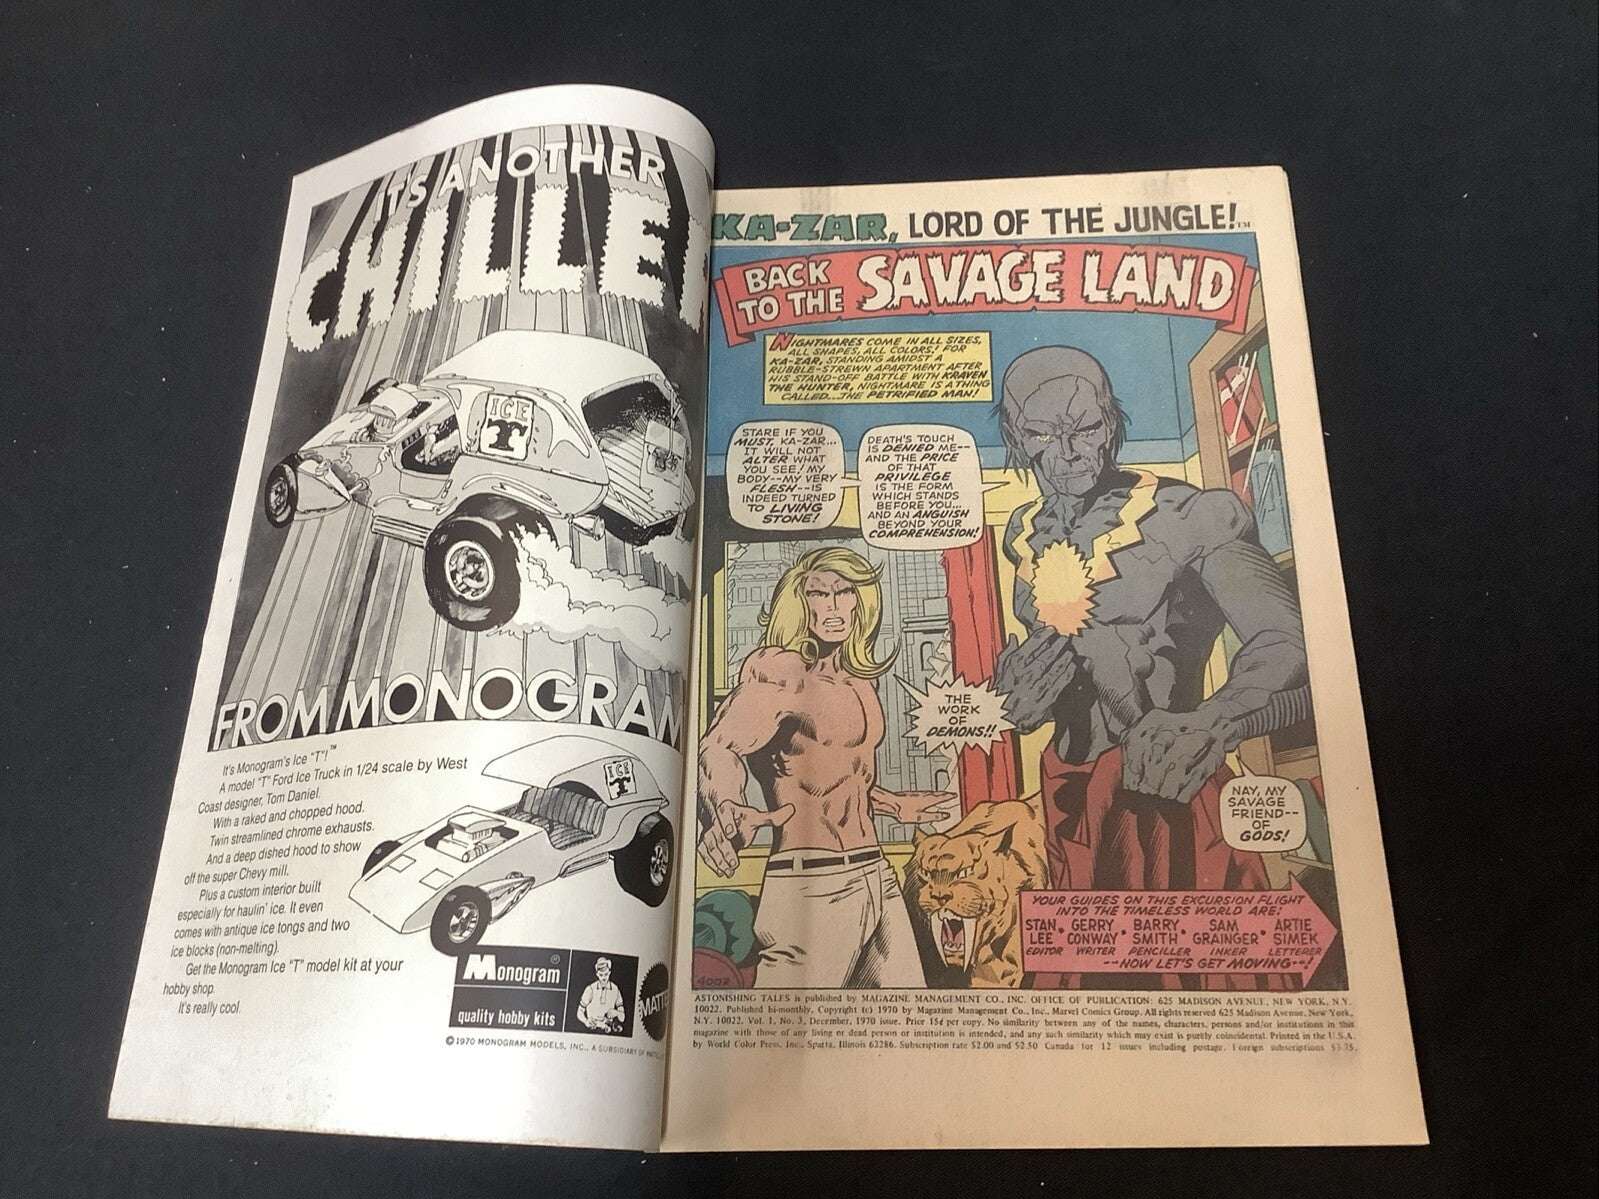 IT'S ANOTHER
CHILLER
FROM MONOGRAM
ICE
T
It's Monogram's Ice "T"!™
A model "T" Ford Ice Truck in 1/24 scale by West
Coast designer, Tom Daniel.
With a raked and chopped hood.
Twin streamlined chrome exhausts.
And a deep dished hood to show
off the super Chevy mill.
Plus a custom interior built
especially for haulin' ice. It even
comes with antique ice tongs and two
ice blocks (non-melting).
Get the Monogram Ice "T" model kit at your
hobby shop.
It's really cool.
ICE
T
Monogram®
quality hobby kits
MATTE
©1970 MONOGRAM MODELS, INC., A SUBSIDIARY OF
KA-ZAR, LORD OF THE JUNGLE!™
BACK
TO THE SAVAGE LAND
NIGHTMARES COME IN ALL SIZES,
ALL SHAPES, ALL COLORS! FOR
KA-ZAR, STANDING AMIDST A
RUBBLE-STREWN APARTMENT AFTER
HIS STAND-OFF BATTLE WITH KRAVEN
THE HUNTER, NIGHTMARE IS A THING
CALLED...THE PETRIFIED MAN!
STARE IF YOU
MUST, KA-ZAR...
IT WILL NOT
ALTER WHAT
YOU SEE! MY
BODY--MY VERY
FLESH--IS
INDEED TURNED
TO LIVING
STONE!
DEATH'S TOUCH
IS DENIED ME--
AND THE PRICE
OF THAT
PRIVILEGE
IS THE FORM
WHICH STANDS
BEFORE YOU...
AND AN ANGUISH
BEYOND YOUR
COMPREHENSION!
THE
WORK
OF
DEMONS!!
NAY, MY
SAVAGE
FRIEND--
OF
GODS!
YOUR GUIDES ON THIS EXCURSION FLIGHT
INTO THE TIMELESS WORLD ARE:
STAN • GERRY • BARRY • SAM • ARTIE
LEE CONWAY SMITH GRAINGER SIMEK
EDITOR WRITER PENCILLER INKER LETTERER
--NOW LET'S GET MOVING--!
ASTONISHING TALES is published by MAGAZINE MANAGEMENT CO., INC. OFFICE OF PUBLICATION: 625 MADISON AVENUE, NEW YORK, N.Y.
10022. Published bi-monthly. Copyright (c) 1970 by Magazine Management Co., Inc., Marvel Comics Group. All rights reserved 625 Madison Avenue, New York,
N.Y. 10022. Vol. 1, No. 3, December, 1970 issue. Price 15¢ per copy. No similarity between any of the names, characters, persons and/or institutions in this
magazine with those of any living or dead person or institution is intended, and any such similarity which may exist is purely coincidental. Printed in the U.S.A.
by World Color Press, Inc., Sparta, Illinois 62286. Subscription rate $2.00 and $2.50 Canada for 12 issues including postage. Foreign subscriptions $3.75.